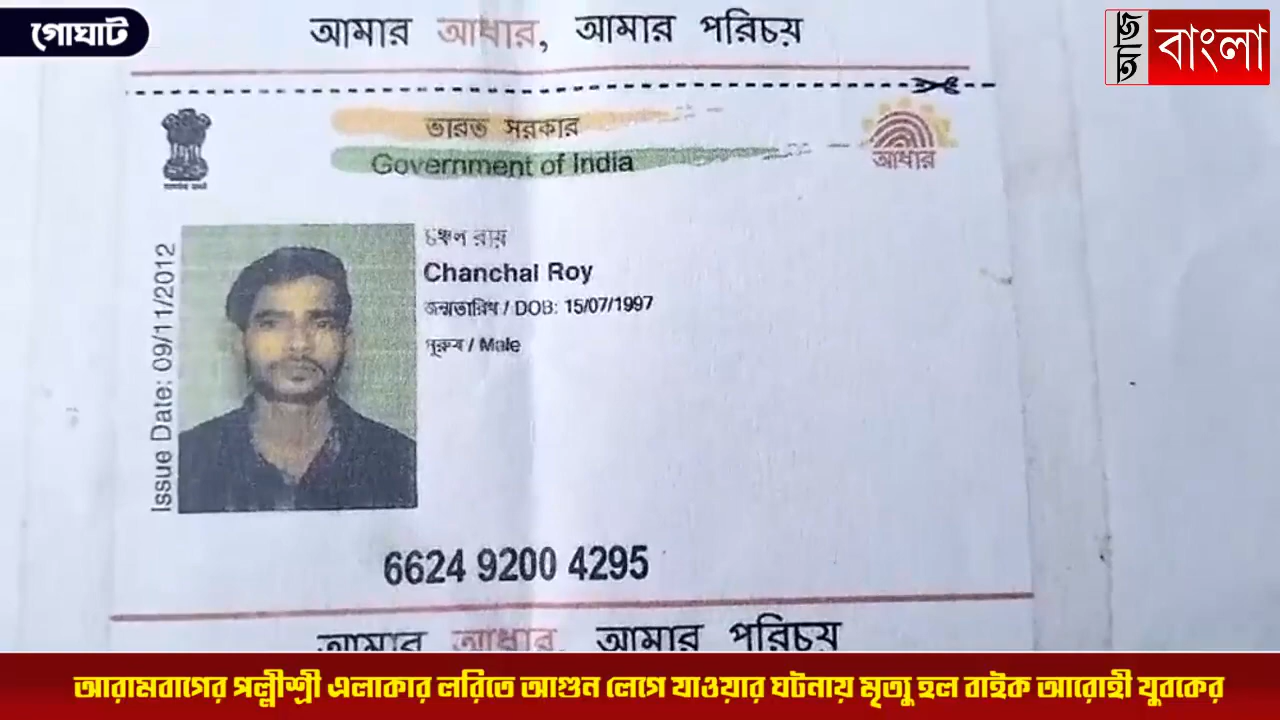 গোঘাট
আজ বাংলা
আমার আধার, আমার পরিচয়
ভারত সরকার
Government of India
আধার
চঞ্চল রায়
Chanchal Roy
জন্মতারিখ / DOB: 15/07/1997
পুরুষ / Male
Issue Date: 09/11/2012
6624 9200 4295
আমার আধার, আমার পরিচয়
আরামবাগের পল্লীশ্রী এলাকার লরিতে আগুন লেগে যাওয়ার ঘটনায় মৃত্যু হল বাইক আরোহী যুবকের